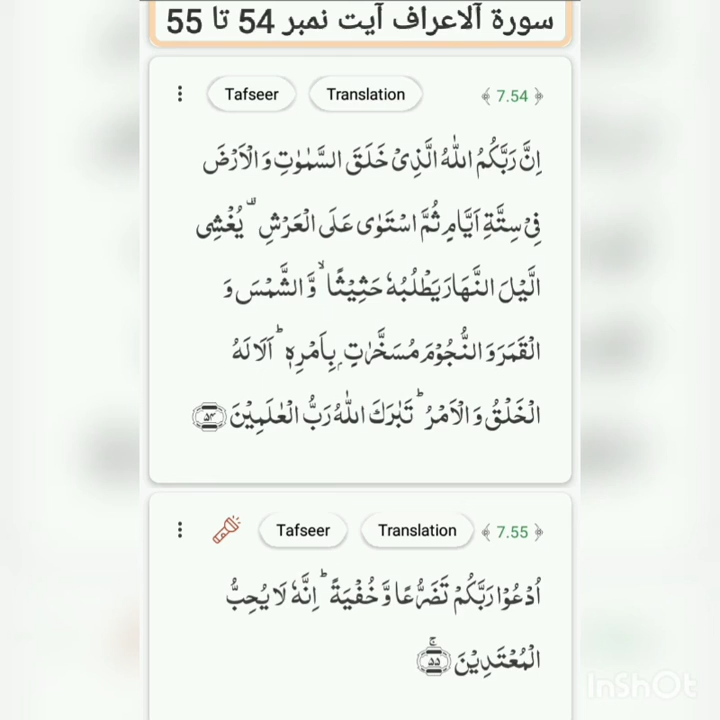 سورة آلاعراف آیت نمبر 54 تا 55
Tafseer Translation ﴾ 7.54 ﴿
اِنَّ رَبَّكُمُ اللّٰهُ الَّذِىۡ خَلَقَ السَّمٰوٰتِ وَ الۡاَرۡضَ
فِىۡ سِتَّةِ اَيَّامٍ ثُمَّ اسۡتَوٰى عَلَى الۡعَرۡشِ ۟ يُغۡشِى
الَّيۡلَ النَّهَارَ يَطۡلُبُهٗ حَثِيۡثًا ۙ وَّالشَّمۡسَ وَ
الۡقَمَرَ وَالنُّجُوۡمَ مُسَخَّرٰتٍۢ بِاَمۡرِهٖ ؕ اَلَا لَهُ
الۡخَـلۡقُ وَالۡاَمۡرُ ؕ تَبٰرَكَ اللّٰهُ رَبُّ الۡعٰلَمِيۡنَ ﴿۵۴﴾
Tafseer Translation ﴾ 7.55 ﴿
اُدۡعُوۡا رَبَّكُمۡ تَضَرُّعًا وَّخُفۡيَةً ؕ اِنَّهٗ لَا يُحِبُّ
الۡمُعۡتَدِيۡنَ ۚ‏ ﴿۵۵﴾
InShOt